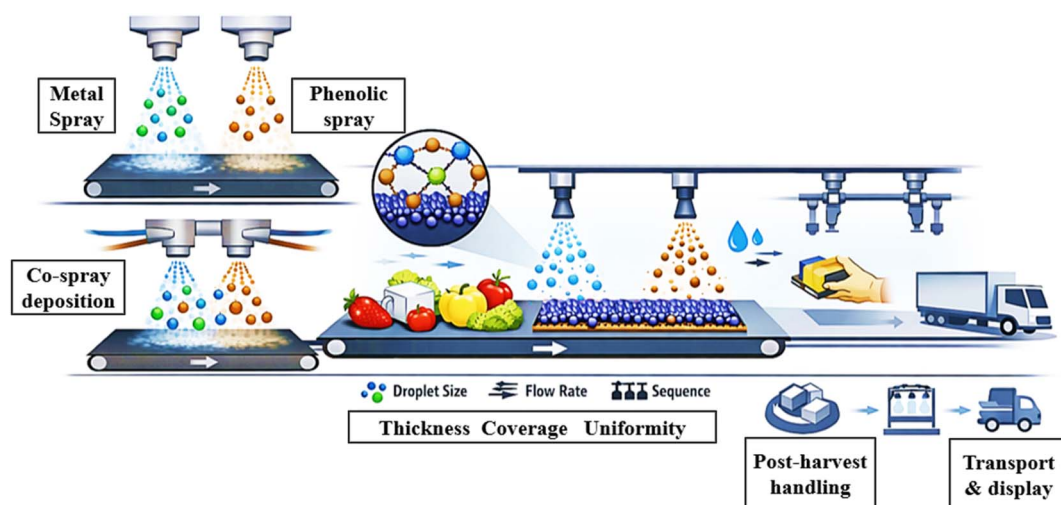 Metal
Spray
Phenolic
spray
Co-spray
deposition
Droplet Size
Flow Rate
Sequence
Thickness Coverage Uniformity
Post-harvest
handling
Transport
& display